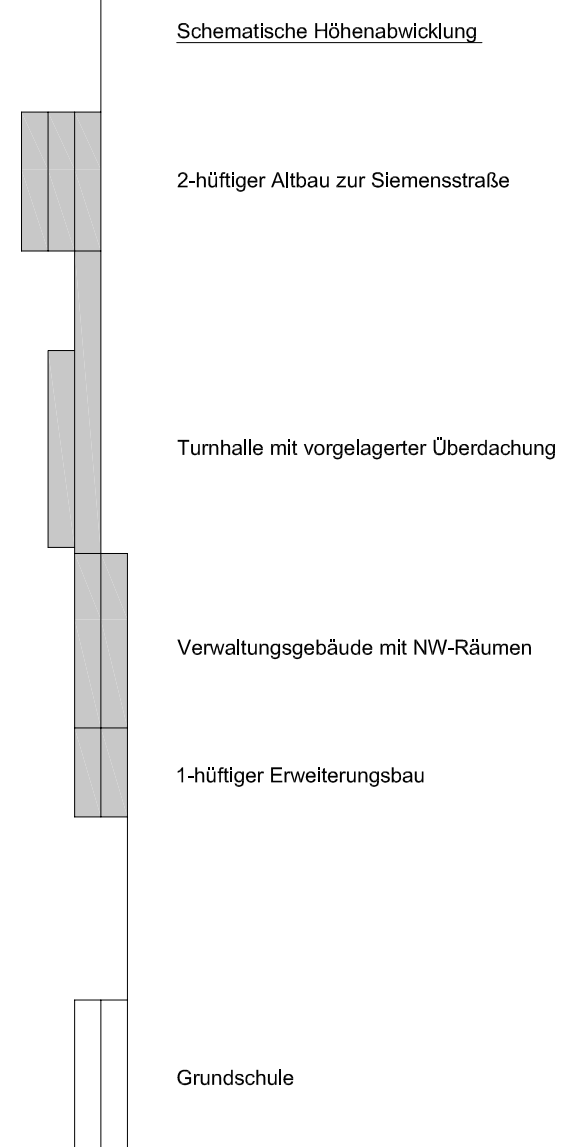 Schematische Höhenabwicklung
2-hüftiger Altbau zur Siemensstraße
Turnhalle mit vorgelagerter Überdachung
Verwaltungsgebäude mit NW-Räumen
1-hüftiger Erweiterungsbau
Grundschule